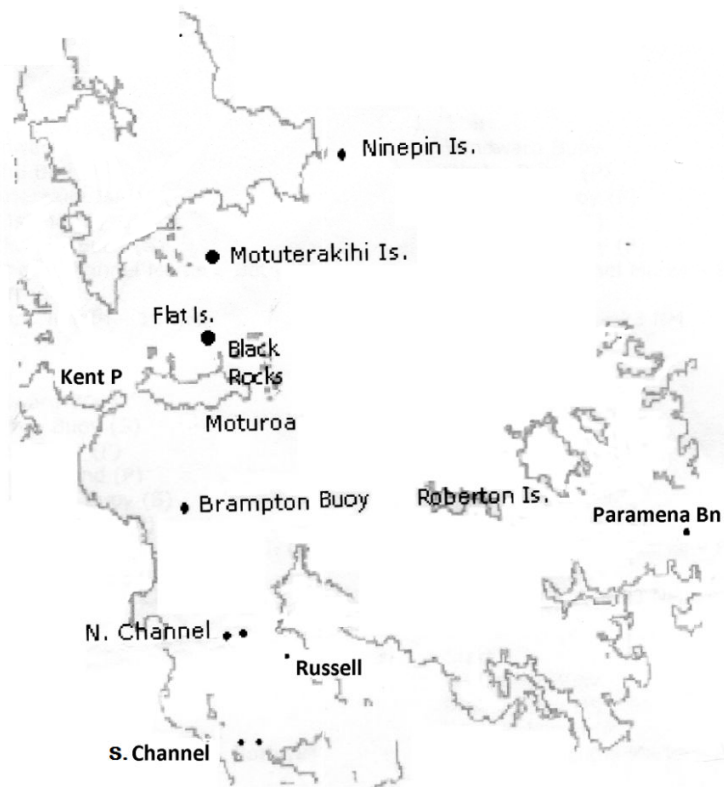 Ninepin Is.
Motuterakihi Is.
Flat Is.
Black
Rocks
Kent P
Moturoa
Roberton Is.
Brampton Buoy
Paramena Bn
N. Channel
Russell
S. Channel